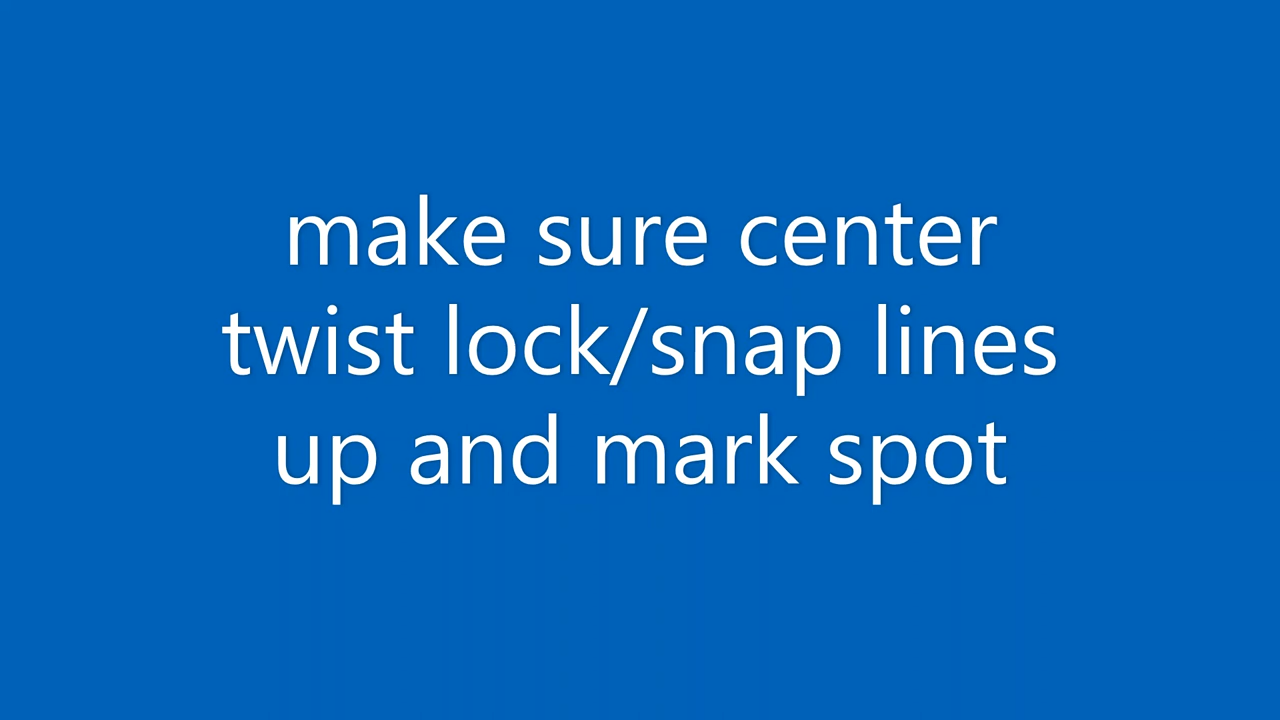 make sure center
twist lock/snap lines
up and mark spot